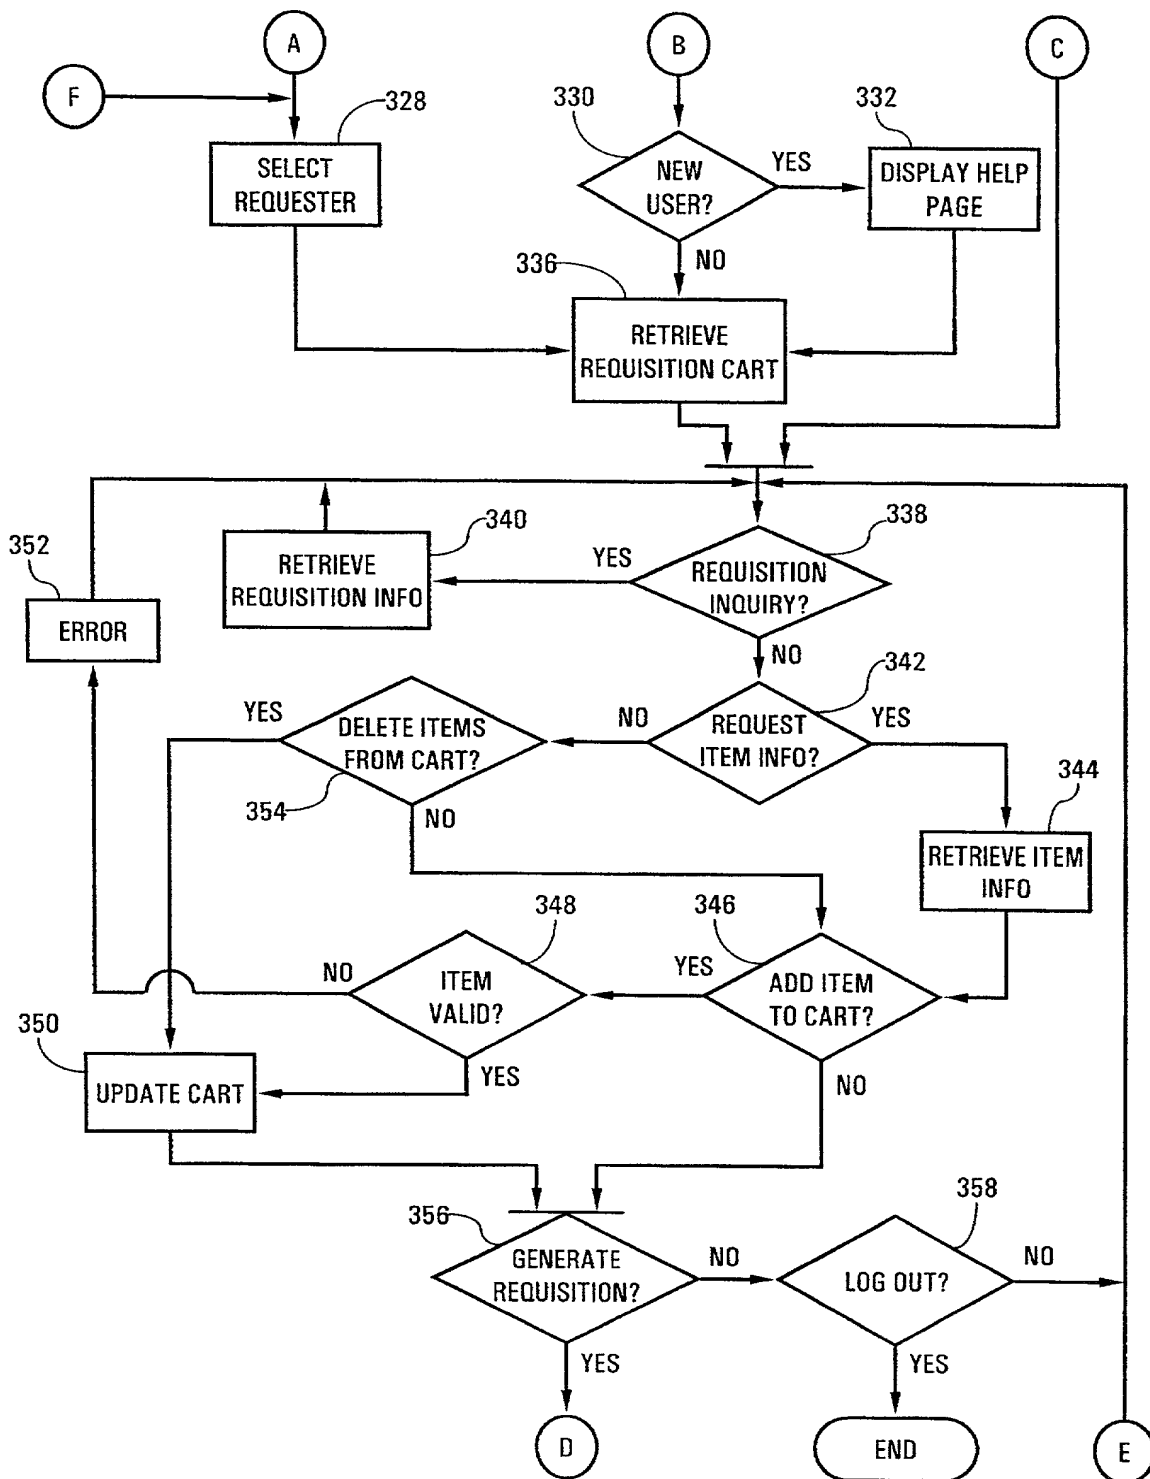 A
B
C
F
328
330
332
SELECT
REQUESTER
NEW
USER?
YES
DISPLAY HELP
PAGE
NO
336
RETRIEVE
REQUISITION CART
338
340
352
RETRIEVE
REQUISITION INFO
YES
REQUISITION
INQUIRY?
ERROR
NO
342
YES
DELETE ITEMS
FROM CART?
NO
REQUEST
ITEM INFO?
YES
354
NO
344
RETRIEVE ITEM
INFO
348
346
NO
ITEM
VALID?
YES
ADD ITEM
TO CART?
350
UPDATE CART
YES
NO
356
358
GENERATE
REQUISITION?
NO
LOG OUT?
NO
YES
YES
D
END
E